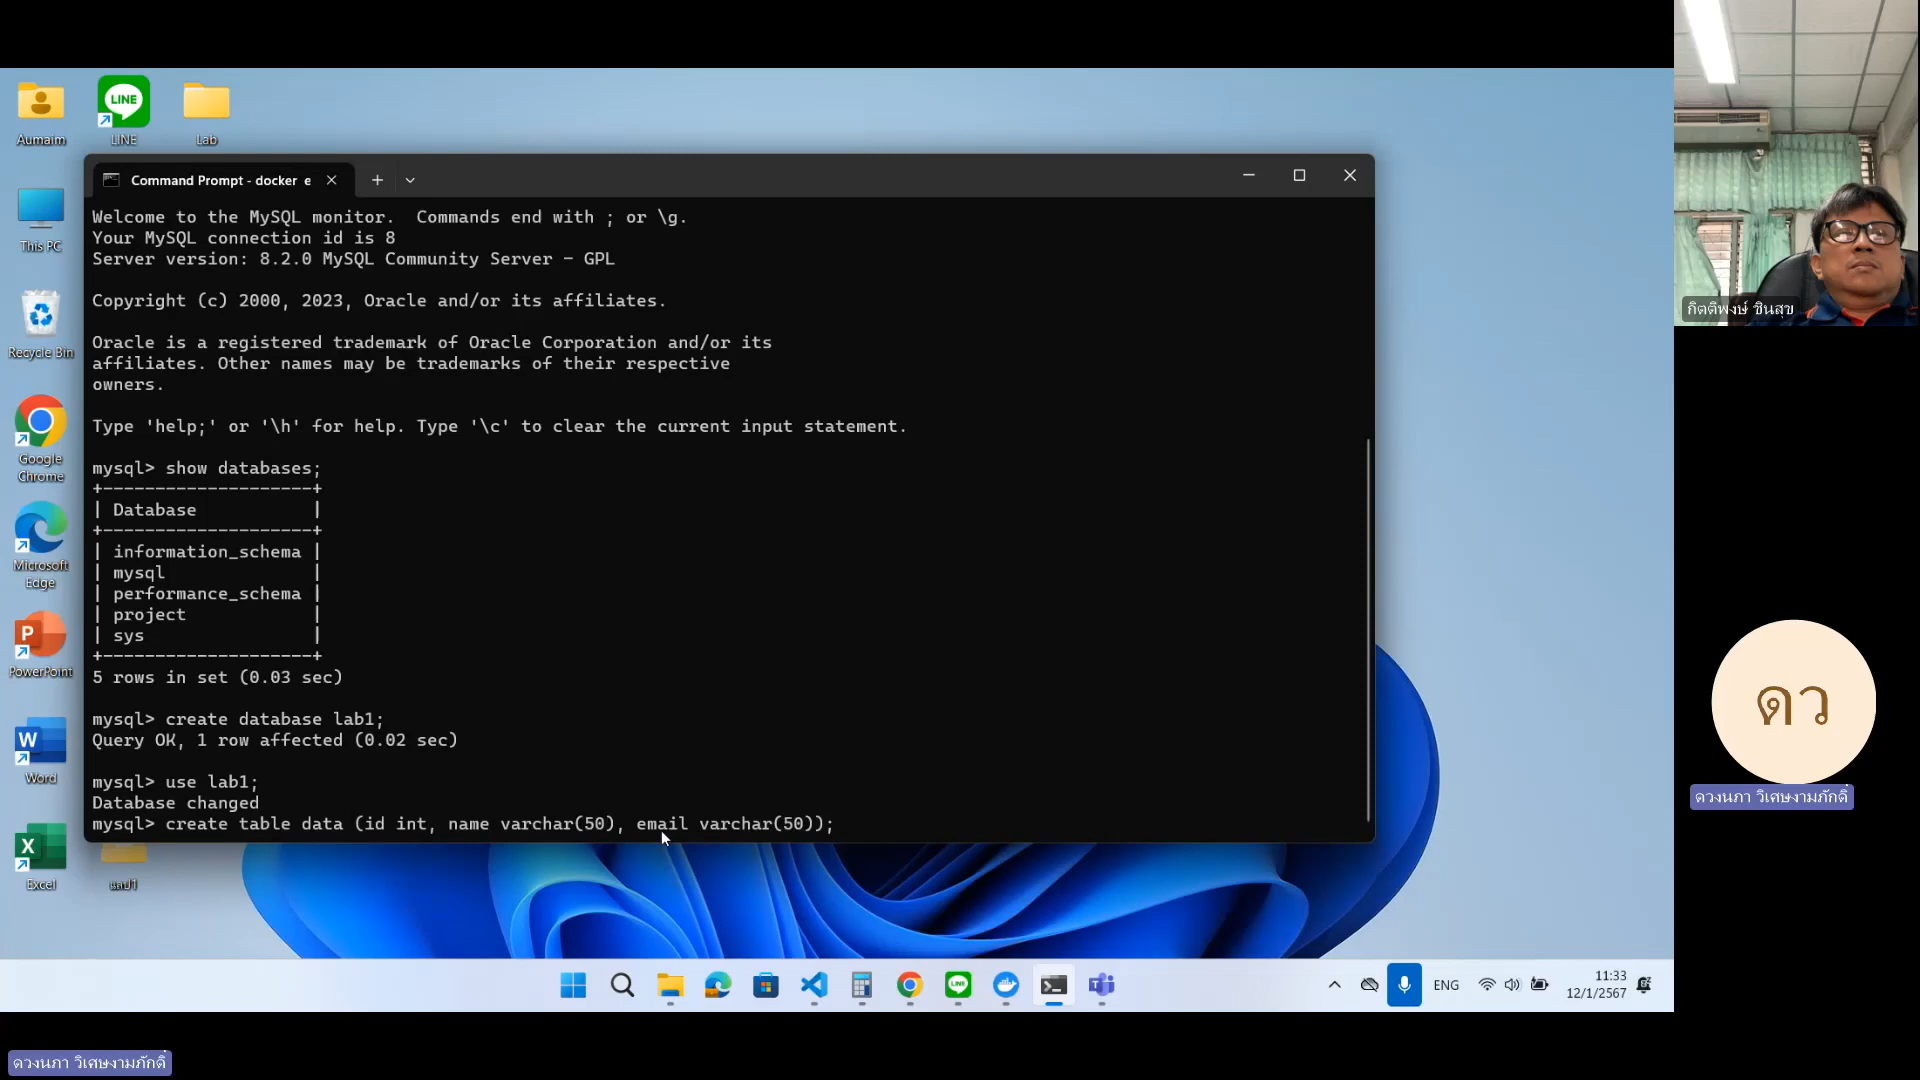 Aumaim
LINE
LINE
Lab
This PC
Recycle Bin
Google
Chrome
Microsoft
Edge
PowerPoint
Word
Excel
แลป1
Command Prompt - docker e
Welcome to the MySQL monitor.  Commands end with ; or \g.
Your MySQL connection id is 8
Server version: 8.2.0 MySQL Community Server - GPL
Copyright (c) 2000, 2023, Oracle and/or its affiliates.
Oracle is a registered trademark of Oracle Corporation and/or its
affiliates. Other names may be trademarks of their respective
owners.
Type 'help;' or '\h' for help. Type '\c' to clear the current input statement.
mysql> show databases;
+--------------------+
| Database           |
+--------------------+
| information_schema |
| mysql              |
| performance_schema |
| project            |
| sys                |
+--------------------+
5 rows in set (0.03 sec)
mysql> create database lab1;
Query OK, 1 row affected (0.02 sec)
mysql> use lab1;
Database changed
mysql> create table data (id int, name varchar(50), email varchar(50));
ENG
11:33
12/1/2567
กิตติพงษ์ ชินสุข
ดว
ดวงนภา วิเศษงามภักดิ์
ดวงนภา วิเศษงามภักดิ์